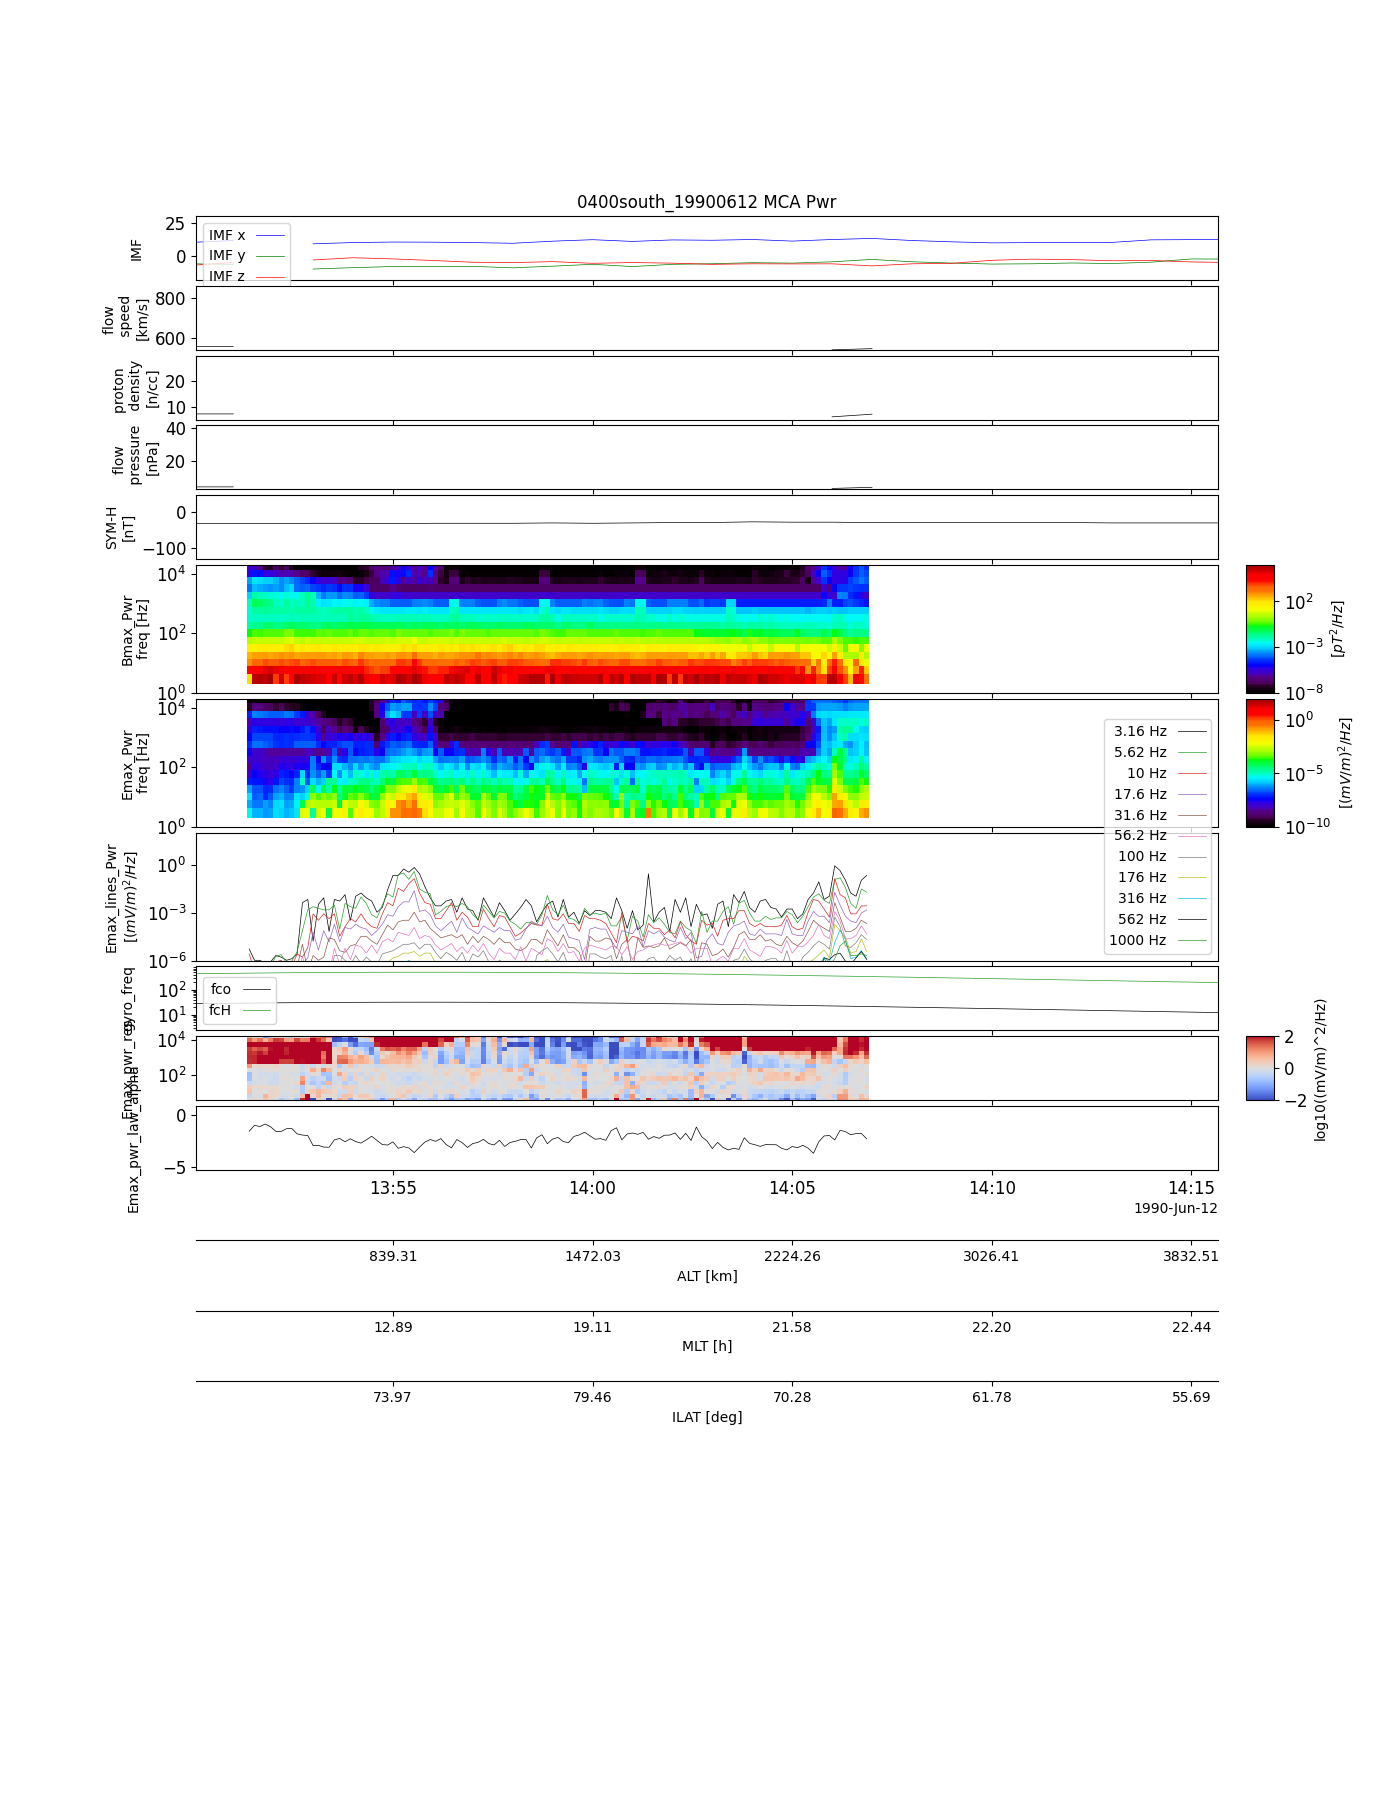 0400south_19900612 MCA Pwr
IMF
25
0
IMF x
IMF y
IMF z
flow
speed
[km/s]
800
600
proton
density
[n/cc]
20
10
flow
pressure
[nPa]
40
20
SYM-H
[nT]
0
−100
Bmax_Pwr
freq [Hz]
10^4
10^2
10^0
10^2
10^−3
10^−8
[pT^2/Hz]
Emax_Pwr
freq [Hz]
10^4
10^2
10^0
10^0
10^−5
10^−10
[(mV/m)^2/Hz]
3.16 Hz
5.62 Hz
10 Hz
17.6 Hz
31.6 Hz
56.2 Hz
100 Hz
176 Hz
316 Hz
562 Hz
1000 Hz
Emax_lines_Pwr
[(mV/m)^2/Hz]
10^0
10^−3
10^−6
gyro_freq
10^2
10^1
fco
fcH
Emax_pwr_reg
10^4
10^2
2
0
−2
log10((mV/m)^2/Hz)
Emax_pwr_law_alpha
0
−5
13:55 14:00 14:05 14:10 14:15
1990-Jun-12
839.31 1472.03 2224.26 3026.41 3832.51
ALT [km]
12.89 19.11 21.58 22.20 22.44
MLT [h]
73.97 79.46 70.28 61.78 55.69
ILAT [deg]